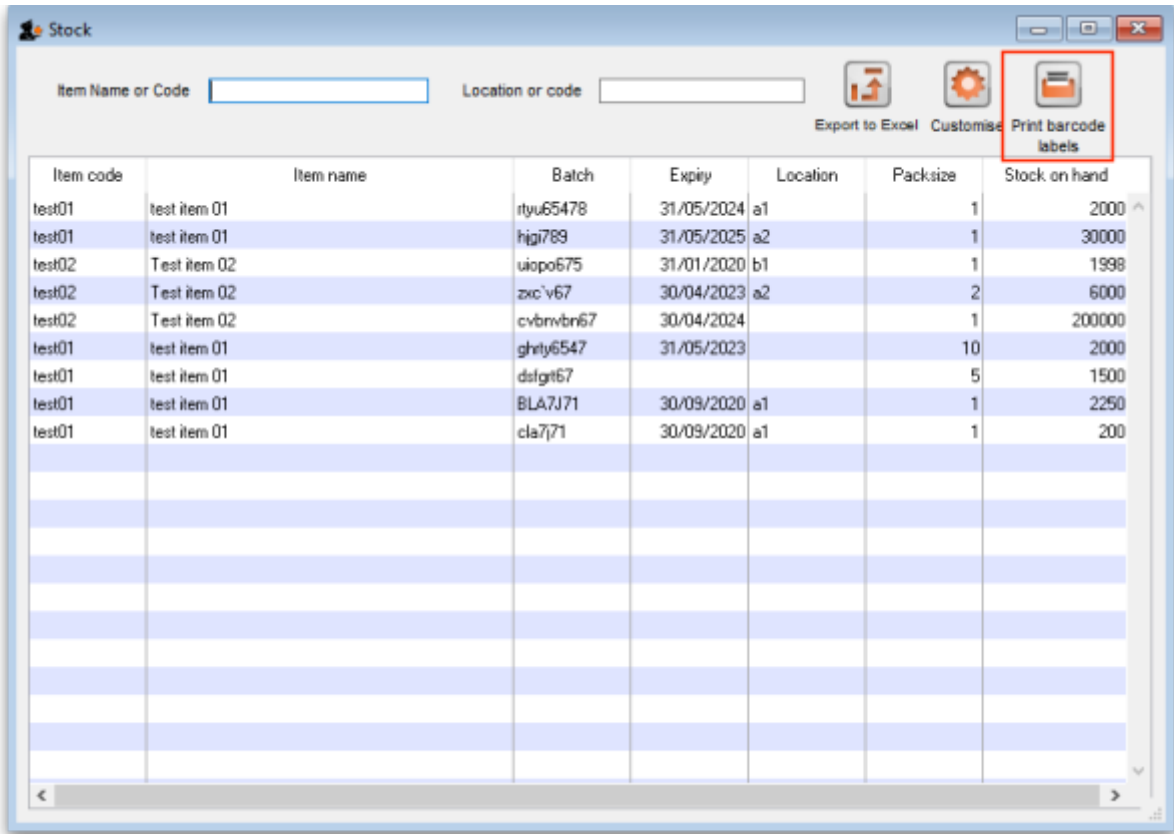 Stock
Item Name or Code Location or code
Export to Excel Customise Print barcode labels
Item code Item name Batch Expiry Location Packsize Stock on hand
test01 test item 01 rtyu65478 31/05/2024 a1 1 2000
test01 test item 01 hjgi789 31/05/2025 a2 1 30000
test02 Test item 02 uiopo675 31/01/2020 b1 1 1998
test02 Test item 02 zxc`v67 30/04/2023 a2 2 6000
test02 Test item 02 cvbnvbn67 30/04/2024 1 200000
test01 test item 01 ghrty6547 31/05/2023 10 2000
test01 test item 01 dsfgrt67 5 1500
test01 test item 01 BLA7J71 30/09/2020 a1 1 2250
test01 test item 01 cla7j71 30/09/2020 a1 1 200